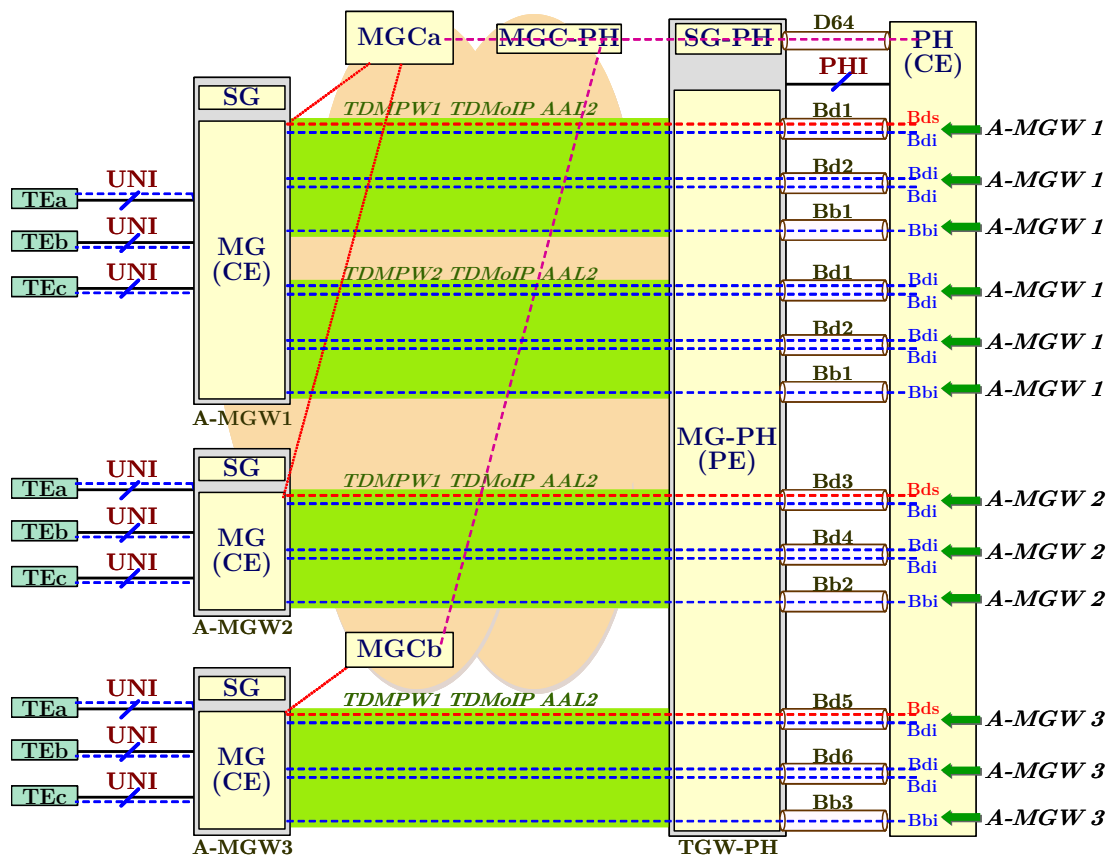 D64
MGCa
MGC-PH
SG-PH
PH
(CE)
PHI
SG
TDMPW1 TDMoIP AAL2
Bd1
Bds
Bdi
A-MGW 1
UNI
TEa
Bd2
Bdi
Bdi
A-MGW 1
UNI
TEb
MG
(CE)
Bb1
Bbi
A-MGW 1
UNI
TEc
TDMPW2 TDMoIP AAL2
Bd1
Bdi
Bdi
A-MGW 1
Bd2
Bdi
Bdi
A-MGW 1
Bb1
Bbi
A-MGW 1
A-MGW1
MG-PH
(PE)
SG
UNI
TEa
TDMPW1 TDMoIP AAL2
Bd3
Bds
Bdi
A-MGW 2
UNI
TEb
MG
(CE)
Bd4
Bdi
Bdi
A-MGW 2
UNI
TEc
Bb2
Bbi
A-MGW 2
A-MGW2
MGCb
SG
UNI
TEa
TDMPW1 TDMoIP AAL2
Bd5
Bds
Bdi
A-MGW 3
UNI
TEb
MG
(CE)
Bd6
Bdi
Bdi
A-MGW 3
UNI
TEc
Bb3
Bbi
A-MGW 3
A-MGW3
TGW-PH